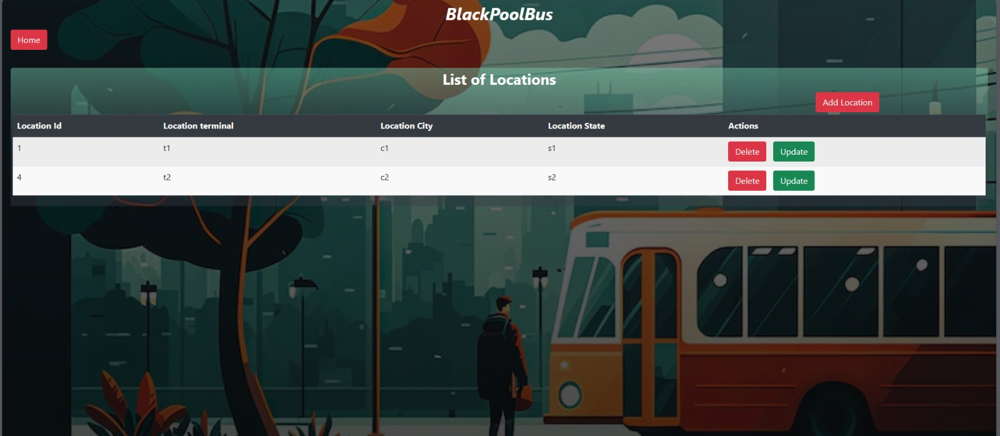 BlackPoolBus
Home
List of Locations
Add Location
Location Id Location terminal Location City Location State Actions
1 t1 c1 s1 Delete Update
4 t2 c2 s2 Delete Update